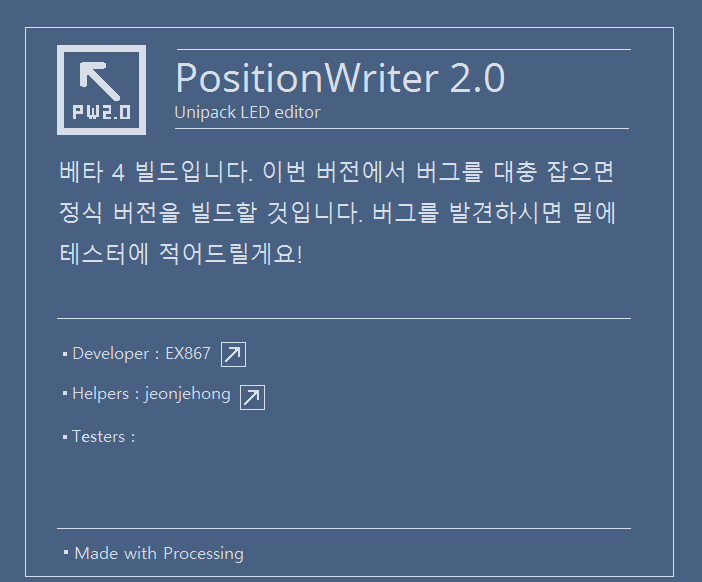 PW2.0
PositionWriter 2.0
Unipack LED editor
베타 4 빌드입니다. 이번 버전에서 버그를 대충 잡으면
정식 버전을 빌드할 것입니다. 버그를 발견하시면 밑에
테스터에 적어드릴게요!
▪ Developer : EX867
▪ Helpers : jeonjehong
▪ Testers :
▪ Made with Processing